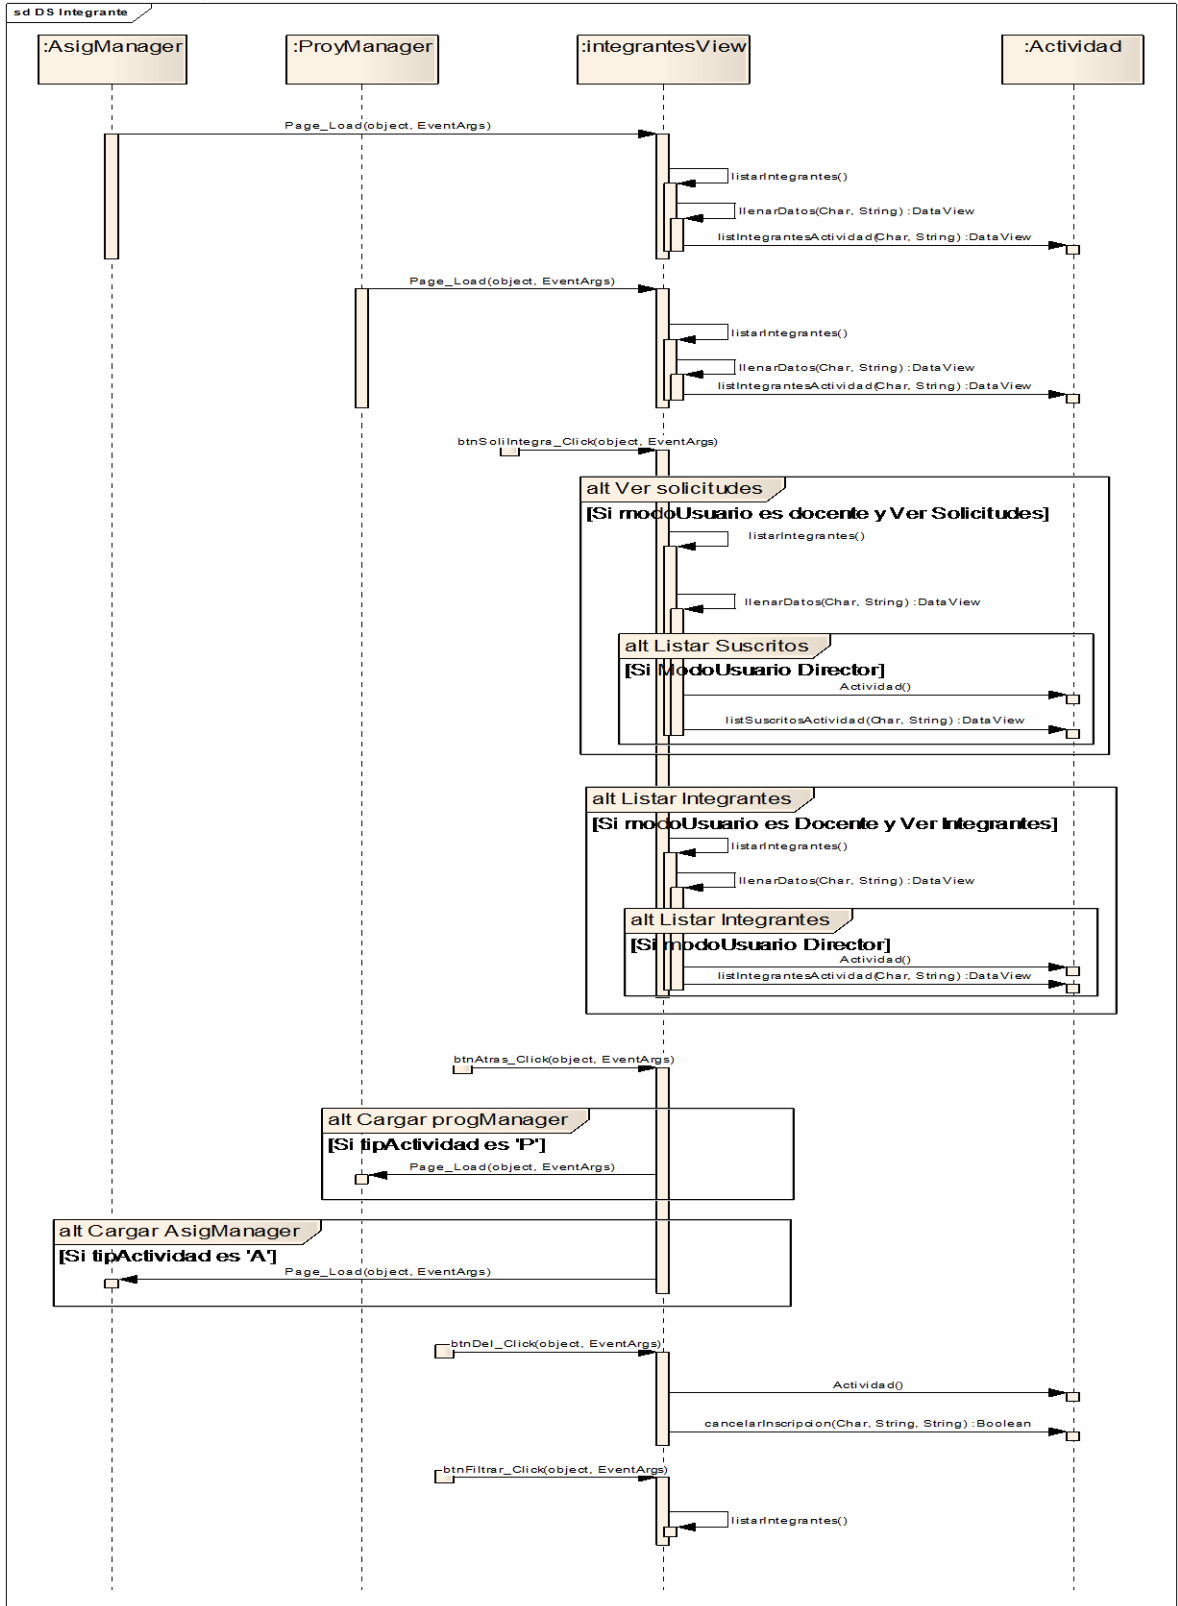 sd DS Integrante
:AsigManager
:ProyManager
:integrantesView
:Actividad
Page_Load(object, EventArgs)
listarIntegrantes()
llenarDatos(Char, String) :DataView
listIntegrantesActividad(Char, String) :DataView
Page_Load(object, EventArgs)
listarIntegrantes()
llenarDatos(Char, String) :DataView
listIntegrantesActividad(Char, String) :DataView
btnSoliIntegra_Click(object, EventArgs)
alt Ver solicitudes
[Si modoUsuario es docente y Ver Solicitudes]
listarIntegrantes()
llenarDatos(Char, String) :DataView
alt Listar Suscritos
[Si ModoUsuario Director]
Actividad()
listSuscritosActividad(Char, String) :DataView
alt Listar Integrantes
[Si modoUsuario es Docente y Ver Integrantes]
listarIntegrantes()
llenarDatos(Char, String) :DataView
alt Listar Integrantes
[Si modoUsuario Director]
Actividad()
listIntegrantesActividad(Char, String) :DataView
btnAtras_Click(object, EventArgs)
alt Cargar progManager
[Si tipActividad es 'P']
Page_Load(object, EventArgs)
alt Cargar AsigManager
[Si tipActividad es 'A']
Page_Load(object, EventArgs)
btnDel_Click(object, EventArgs)
Actividad()
cancelarInscripcion(Char, String, String) :Boolean
btnFiltrar_Click(object, EventArgs)
listarIntegrantes()